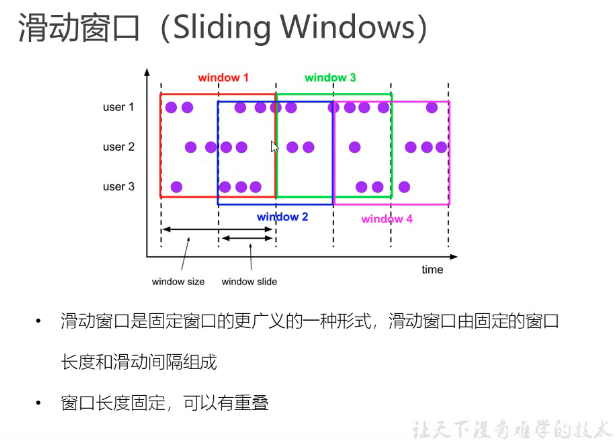 滑动窗口（Sliding Windows）
window 1
window 3
user 1
user 2
user 3
window 2
window 4
time
window size
window slide
• 滑动窗口是固定窗口的更广义的一种形式，滑动窗口由固定的窗口
长度和滑动间隔组成
• 窗口长度固定，可以有重叠
让天下没有难学的技术